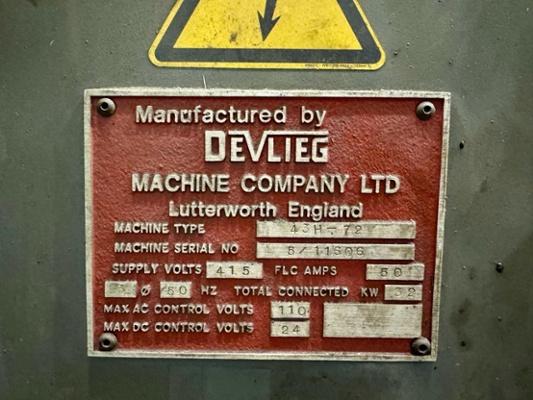 Manufactured by
DEVLIEG
MACHINE COMPANY LTD
Lutterworth England
MACHINE TYPE 43H-72
MACHINE SERIAL NO
SUPPLY VOLTS 415 FLC AMPS 50
3 Ø 50 HZ TOTAL CONNECTED KW 32
MAX AC CONTROL VOLTS 110
MAX DC CONTROL VOLTS 24